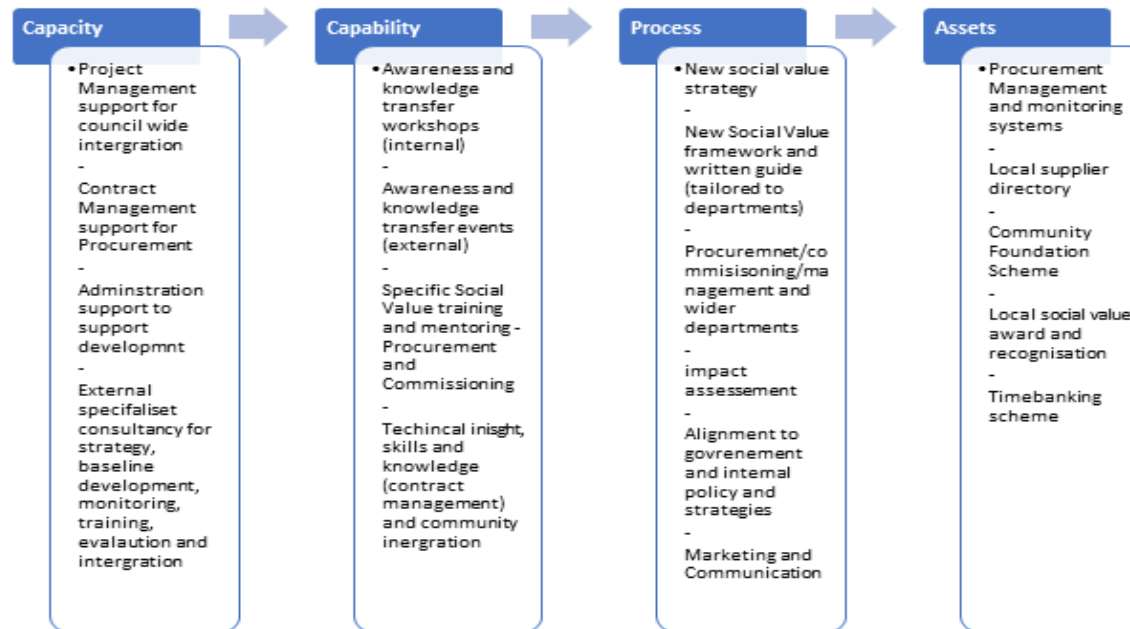 Capacity
• Project
Management
support for
council wide
intergration
-
Contract
Management
support for
Procurement
-
Adminstration
support to
support
developmnt
-
External
specifaliset
consultancy for
strategy,
baseline
development,
monitoring,
training,
evalaution and
intergration
Capability
• Awareness and
knowledge
transfer
workshops
(internal)
-
Awareness and
knowledge
transfer events
(external)
-
Specific Social
Value training
and mentoring -
Procurement
and
Commissioning
-
Techincal inisght,
skills and
knowledge
(contract
management)
and community
inergration
Process
• New social value
strategy
-
New Social Value
framework and
written guide
(tailored to
departments)
-
Procuremnet/co
mmisisoning/ma
nagement and
wider
departments
-
impact
assessment
-
Alignment to
govrenement
and internal
policy and
strategies
-
Marketing and
Communication
Assets
• Procurement
Management
and monitoring
systems
-
Local supplier
directory
-
Community
Foundation
Scheme
-
Local social value
award and
recognisation
-
Timebanking
scheme